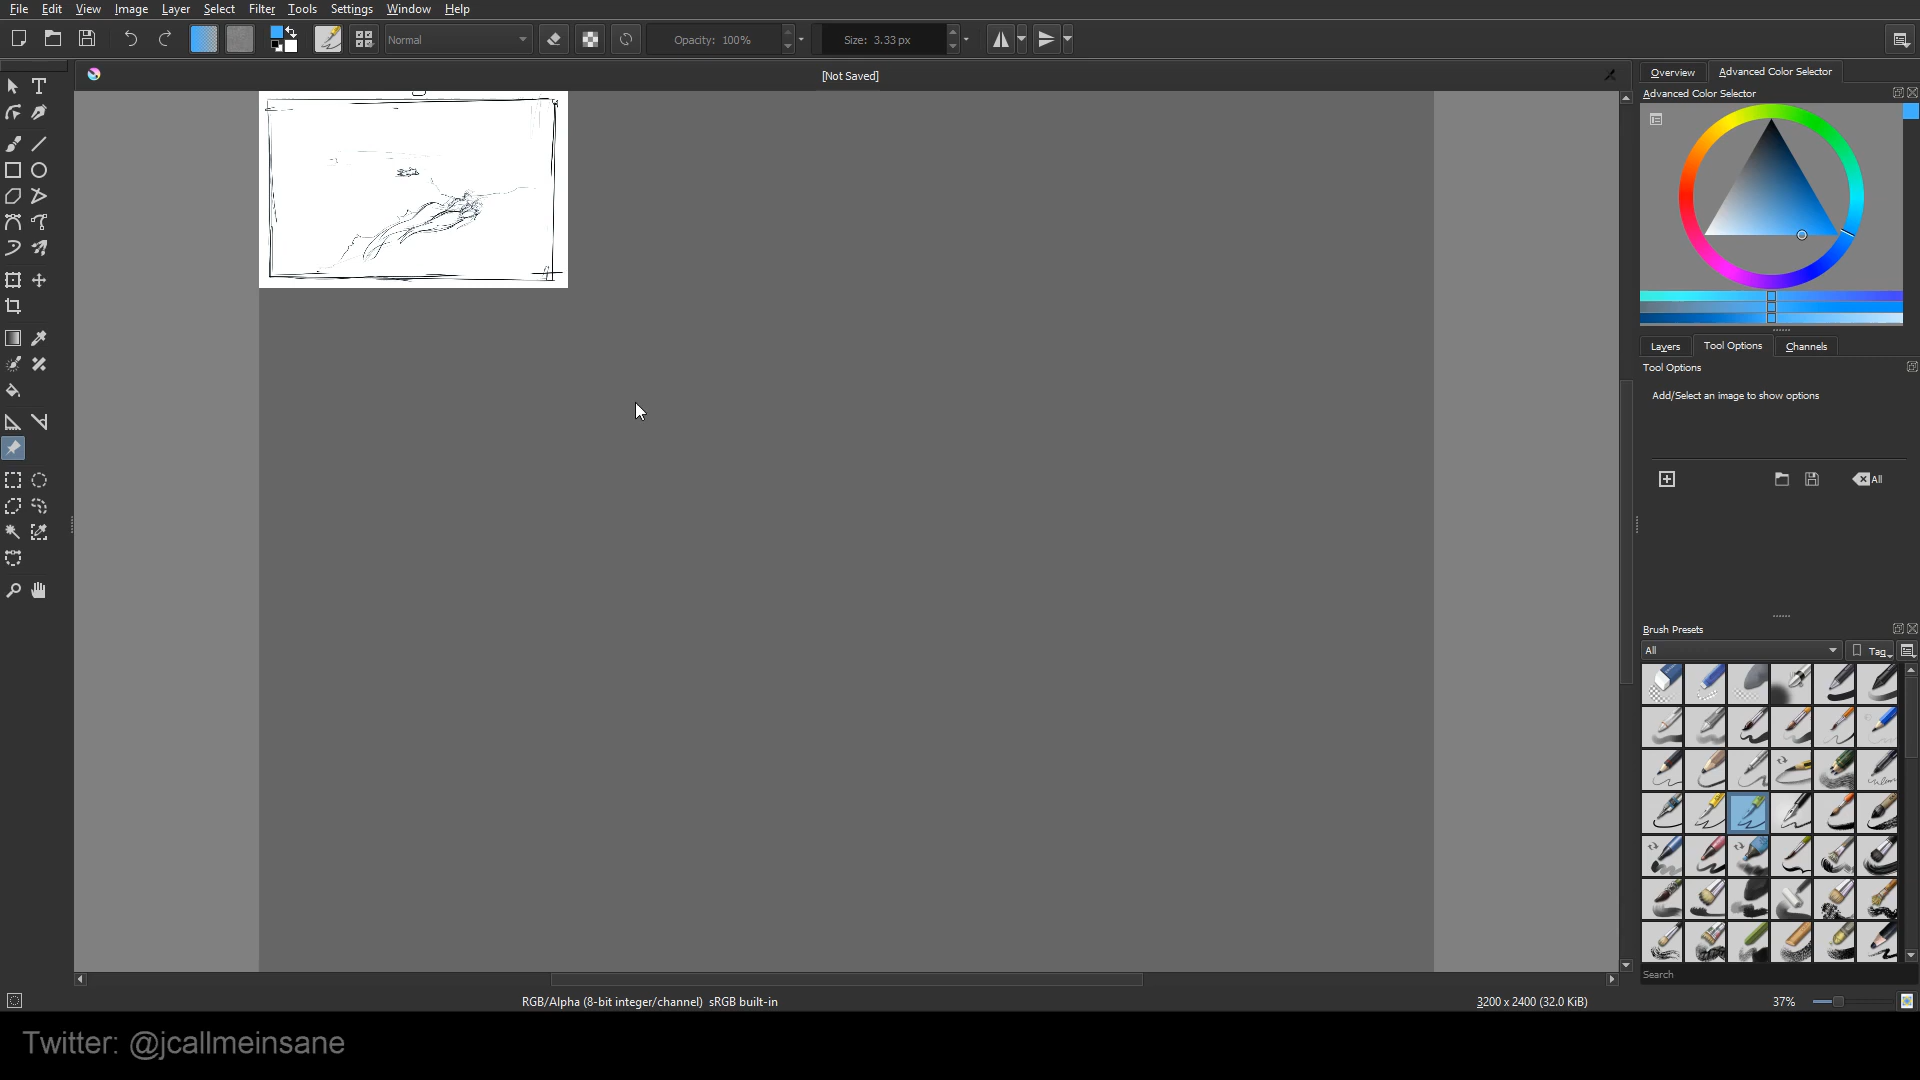 File Edit View Image Layer Select Filter Tools Settings Window Help
Normal Opacity: 100% Size: 3.33 px
[Not Saved]
Overview Advanced Color Selector
Advanced Color Selector
Layers Tool Options Channels
Tool Options
Add/Select an image to show options
All
Brush Presets
All Tag
Search
RGB/Alpha (8-bit integer/channel) sRGB built-in 3200 x 2400 (32.0 KiB) 37%
Twitter: @jcallmeinsane